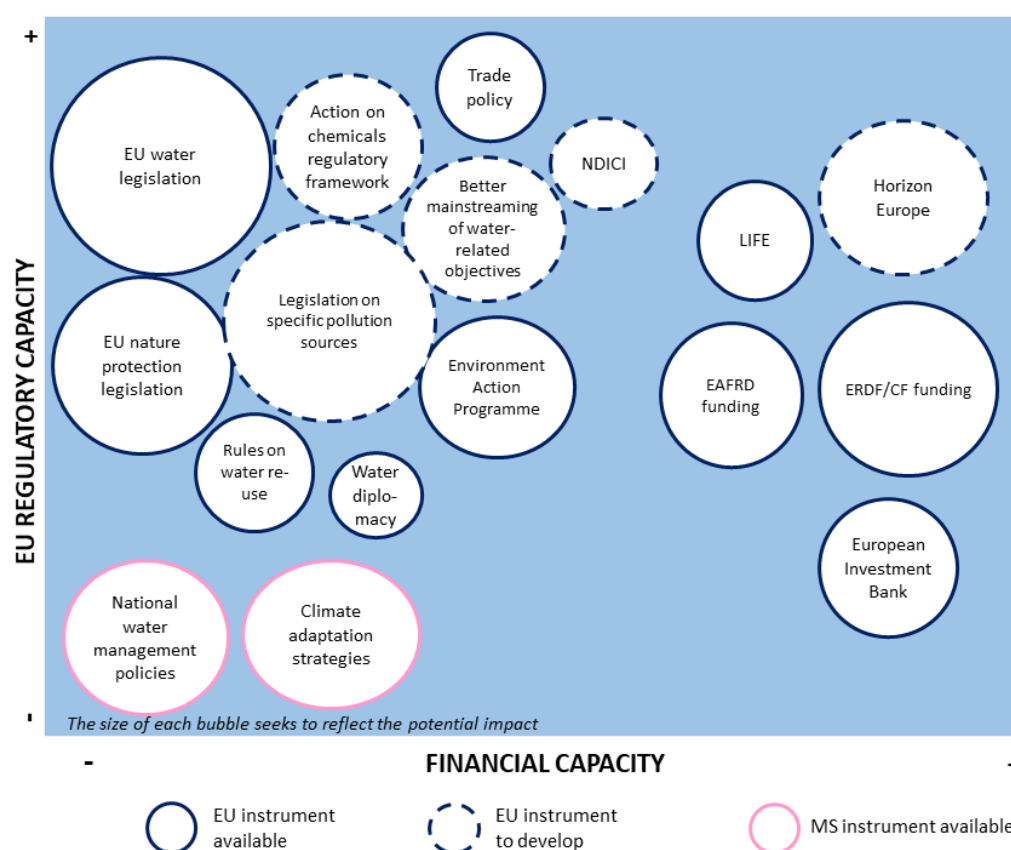 +
Trade
policy
Action on
chemicals
regulatory
framework
EU water
legislation
NDICI
Better
mainstreaming
of water-
related
objectives
Horizon
Europe
LIFE
Legislation on
specific pollution
sources
EU nature
protection
legislation
Environment
Action
Programme
EAFRD
funding
ERDF/CF funding
Rules on
water re-
use
Water
diplo-
macy
European
Investment
Bank
National
water
management
policies
Climate
adaptation
strategies
EU REGULATORY CAPACITY
-
The size of each bubble seeks to reflect the potential impact
-
FINANCIAL CAPACITY
EU instrument
available
EU instrument
to develop
MS instrument available